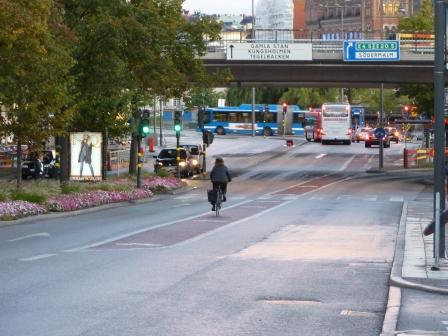 GAMLA STAN
KUNGSHOLMEN
TEGELBACKEN
E4.E20.S
SÖDERMALM